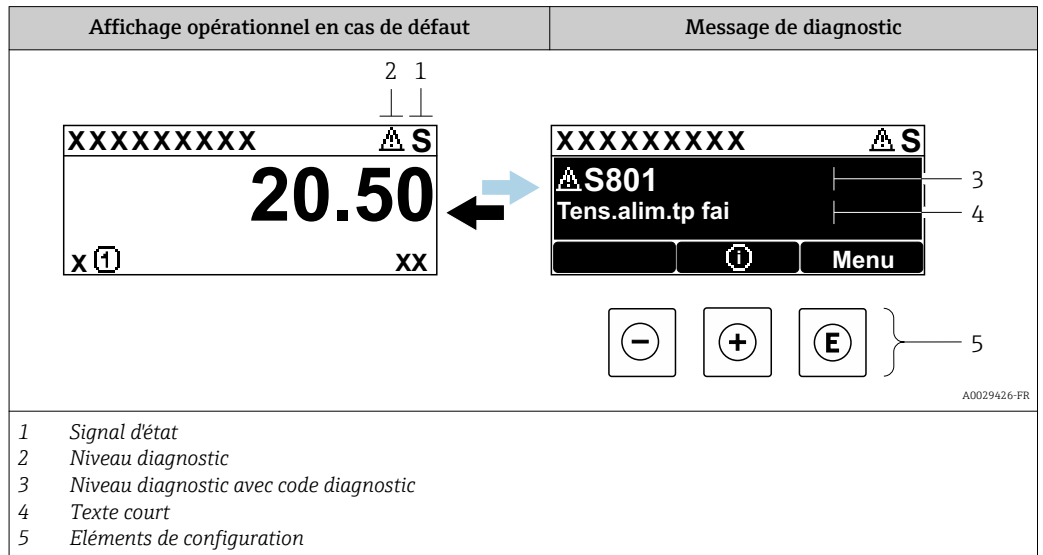 Affichage opérationnel en cas de défaut
Message de diagnostic
2 1
XXXXXXXXX ⚠ S
20.50
X 1 XX
XXXXXXXXX ⚠ S
⚠S801
3
Tens.alim.tp fai
4
i Menu
− + E
5
A0029426-FR
1 Signal d'état
2 Niveau diagnostic
3 Niveau diagnostic avec code diagnostic
4 Texte court
5 Eléments de configuration